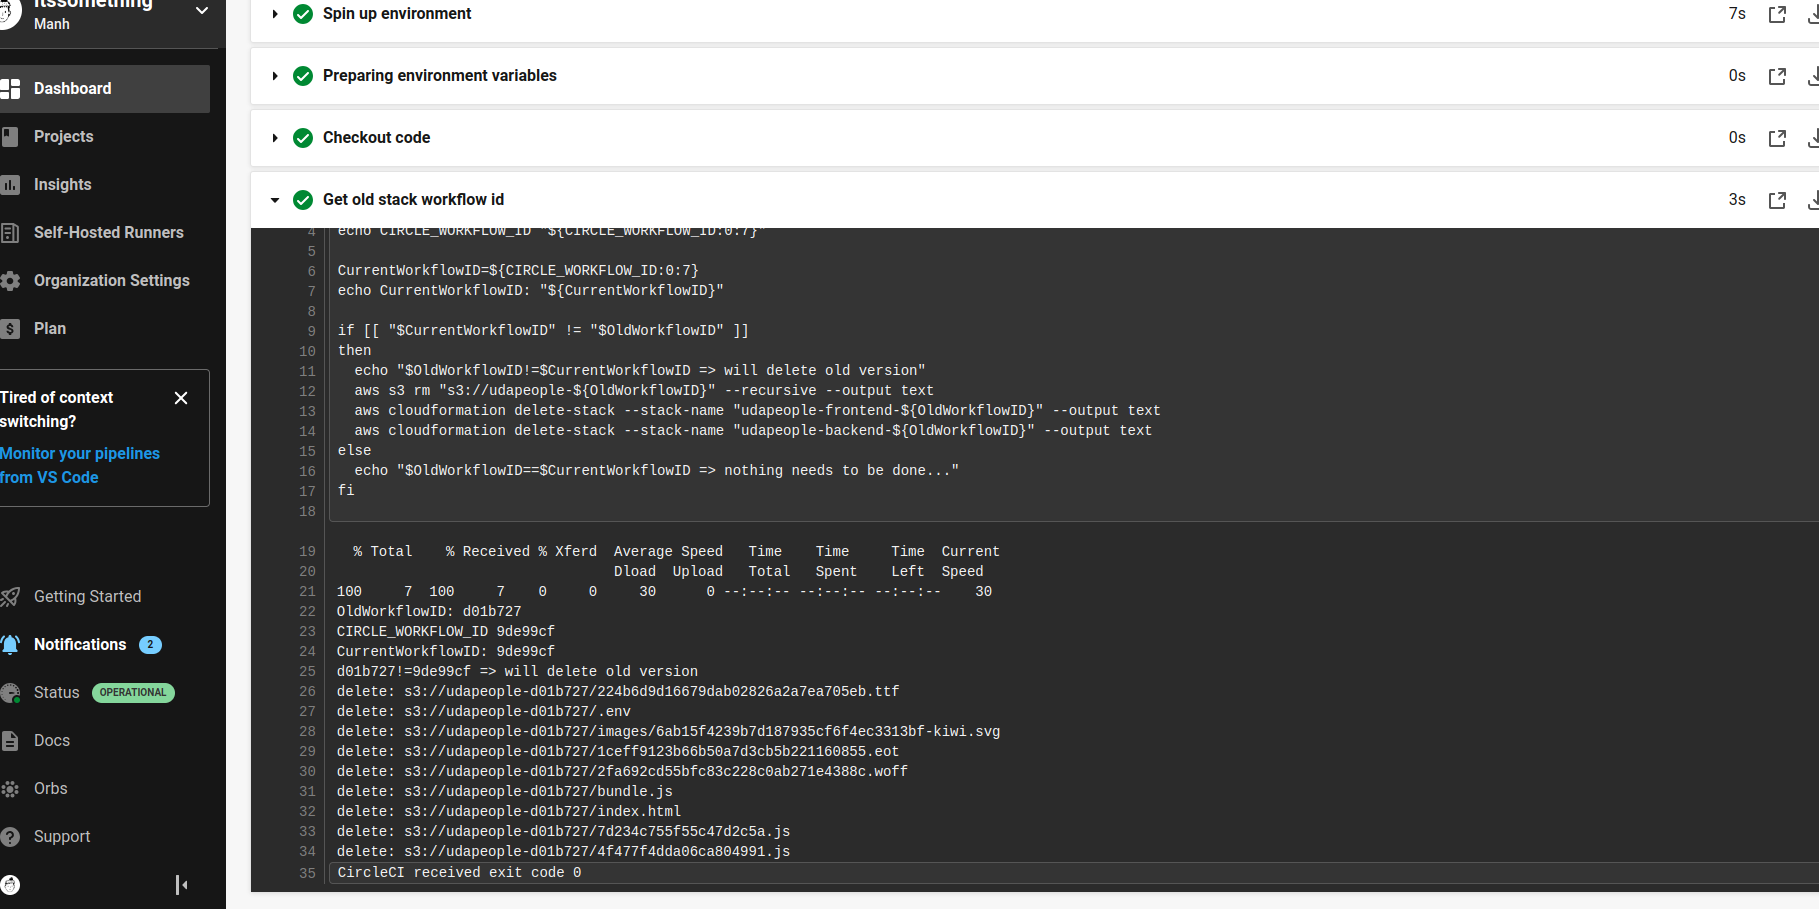 itssomething
Manh
Dashboard
Projects
Insights
Self-Hosted Runners
Organization Settings
Plan
Tired of context
switching?
Monitor your pipelines
from VS Code
Getting Started
Notifications 2
Status OPERATIONAL
Docs
Orbs
Support
Spin up environment 7s
Preparing environment variables 0s
Checkout code 0s
Get old stack workflow id 3s
4 echo CIRCLE_WORKFLOW_ID "${CIRCLE_WORKFLOW_ID:0:7}"
5
6 CurrentWorkflowID=${CIRCLE_WORKFLOW_ID:0:7}
7 echo CurrentWorkflowID: "${CurrentWorkflowID}"
8
9 if [[ "$CurrentWorkflowID" != "$OldWorkflowID" ]]
10 then
11 echo "$OldWorkflowID!=$CurrentWorkflowID => will delete old version"
12 aws s3 rm "s3://udapeople-${OldWorkflowID}" --recursive --output text
13 aws cloudformation delete-stack --stack-name "udapeople-frontend-${OldWorkflowID}" --output text
14 aws cloudformation delete-stack --stack-name "udapeople-backend-${OldWorkflowID}" --output text
15 else
16 echo "$OldWorkflowID==$CurrentWorkflowID => nothing needs to be done..."
17 fi
18
19 % Total % Received % Xferd Average Speed Time Time Time Current
20 Dload Upload Total Spent Left Speed
21 100 7 100 7 0 0 30 0 --:--:-- --:--:-- --:--:-- 30
22 OldWorkflowID: d01b727
23 CIRCLE_WORKFLOW_ID 9de99cf
24 CurrentWorkflowID: 9de99cf
25 d01b727!=9de99cf => will delete old version
26 delete: s3://udapeople-d01b727/224b6d9d16679dab02826a2a7ea705eb.ttf
27 delete: s3://udapeople-d01b727/.env
28 delete: s3://udapeople-d01b727/images/6ab15f4239b7d187935cf6f4ec3313bf-kiwi.svg
29 delete: s3://udapeople-d01b727/1ceff9123b66b50a7d3cb5b221160855.eot
30 delete: s3://udapeople-d01b727/2fa692cd55bfc83c228c0ab271e4388c.woff
31 delete: s3://udapeople-d01b727/bundle.js
32 delete: s3://udapeople-d01b727/index.html
33 delete: s3://udapeople-d01b727/7d234c755f55c47d2c5a.js
34 delete: s3://udapeople-d01b727/4f477f4dda06ca804991.js
35 CircleCI received exit code 0